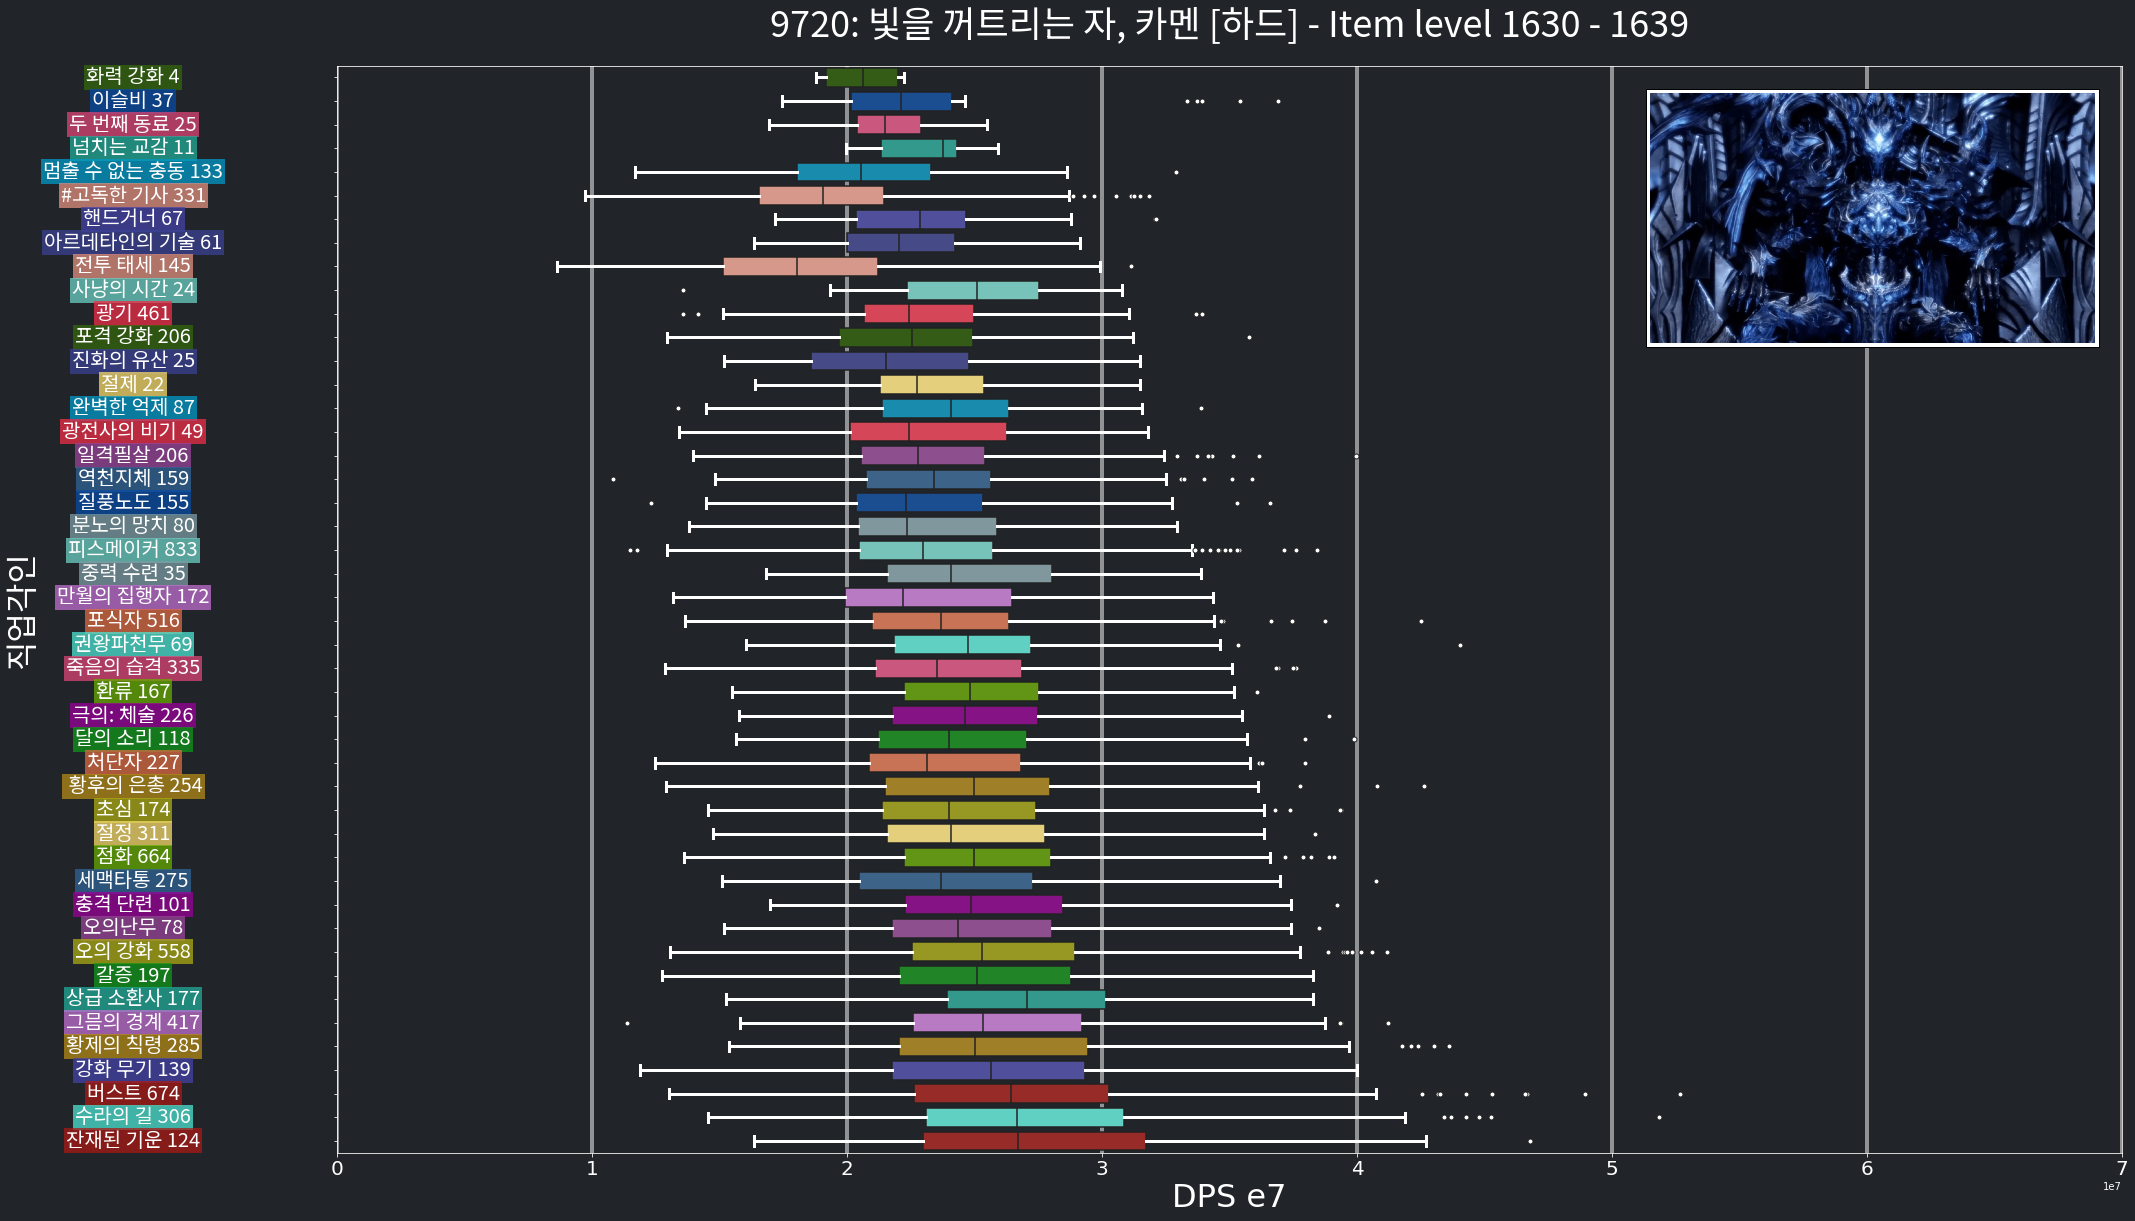 9720: 빛을 꺼트리는 자, 카멘 [하드] - Item level 1630 - 1639
화력 강화 4
이슬비 37
두 번째 동료 25
넘치는 교감 11
멈출 수 없는 충동 133
#고독한 기사 331
핸드거너 67
아르데타인의 기술 61
전투 태세 145
사냥의 시간 24
광기 461
포격 강화 206
진화의 유산 25
절제 22
완벽한 억제 87
광전사의 비기 49
일격필살 206
역천지체 159
질풍노도 155
분노의 망치 80
피스메이커 833
중력 수련 35
만월의 집행자 172
포식자 516
권왕파천무 69
죽음의 습격 335
환류 167
극의: 체술 226
달의 소리 118
처단자 227
황후의 은총 254
초심 174
절정 311
점화 664
세맥타통 275
충격 단련 101
오의난무 78
오의 강화 558
갈증 197
상급 소환사 177
그믐의 경계 417
황제의 칙령 285
강화 무기 139
버스트 674
수라의 길 306
잔재된 기운 124
직업각인
0 1 2 3 4 5 6 7
1e7
DPS e7